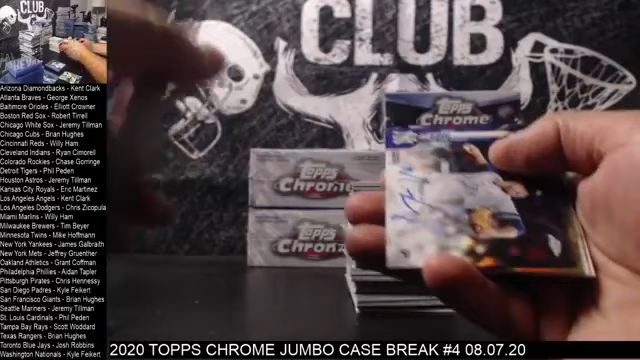 CLUB
Topps
Chrome
Topps
Chrome
Topps
Chrome
Arizona Diamondbacks - Kent Clark
Atlanta Braves - George Xenos
Baltimore Orioles - Elliott Crowner
Boston Red Sox - Robert Tirrell
Chicago White Sox - Jeremy Tillman
Chicago Cubs - Brian Hughes
Cincinnati Reds - Willy Ham
Cleveland Indians - Ryan Cimorell
Colorado Rockies - Chase Gorringe
Detroit Tigers - Phil Peden
Houston Astros - Jeremy Tillman
Kansas City Royals - Eric Martinez
Los Angeles Angels - Kent Clark
Los Angeles Dodgers - Chris Zicopula
Miami Marlins - Willy Ham
Milwaukee Brewers - Tim Beyer
Minnesota Twins - Mike Hoffmann
New York Yankees - James Galbraith
New York Mets - Jeffrey Gruenther
Oakland Athletics - Grant Coffman
Philadelphia Phillies - Aidan Tapler
Pittsburgh Pirates - Chris Hennessy
San Diego Padres - Kyle Feikert
San Francisco Giants - Brian Hughes
Seattle Mariners - Jeremy Tillman
St. Louis Cardinals - Phil Peden
Tampa Bay Rays - Scott Woddard
Texas Rangers - Brian Hughes
Toronto Blue Jays - Josh Robbins
Washington Nationals - Kyle Feikert
2020 TOPPS CHROME JUMBO CASE BREAK #4 08.07.20